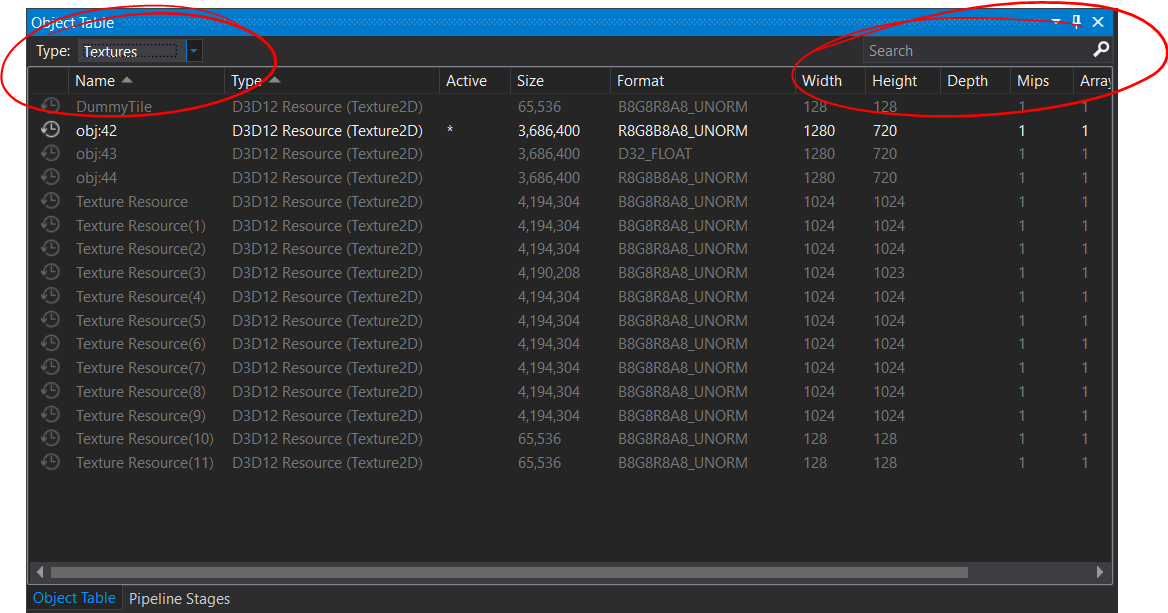 Object Table
Type: Textures Search
Name Type Active Size Format Width Height Depth Mips Array
DummyTile D3D12 Resource (Texture2D) 65,536 B8G8R8A8_UNORM 128 128 1 1
obj:42 D3D12 Resource (Texture2D) * 3,686,400 R8G8B8A8_UNORM 1280 720 1 1
obj:43 D3D12 Resource (Texture2D) 3,686,400 D32_FLOAT 1280 720 1 1
obj:44 D3D12 Resource (Texture2D) 3,686,400 R8G8B8A8_UNORM 1280 720 1 1
Texture Resource D3D12 Resource (Texture2D) 4,194,304 B8G8R8A8_UNORM 1024 1024 1 1
Texture Resource(1) D3D12 Resource (Texture2D) 4,194,304 B8G8R8A8_UNORM 1024 1024 1 1
Texture Resource(2) D3D12 Resource (Texture2D) 4,194,304 B8G8R8A8_UNORM 1024 1024 1 1
Texture Resource(3) D3D12 Resource (Texture2D) 4,190,208 B8G8R8A8_UNORM 1024 1023 1 1
Texture Resource(4) D3D12 Resource (Texture2D) 4,194,304 B8G8R8A8_UNORM 1024 1024 1 1
Texture Resource(5) D3D12 Resource (Texture2D) 4,194,304 B8G8R8A8_UNORM 1024 1024 1 1
Texture Resource(6) D3D12 Resource (Texture2D) 4,194,304 B8G8R8A8_UNORM 1024 1024 1 1
Texture Resource(7) D3D12 Resource (Texture2D) 4,194,304 B8G8R8A8_UNORM 1024 1024 1 1
Texture Resource(8) D3D12 Resource (Texture2D) 4,194,304 B8G8R8A8_UNORM 1024 1024 1 1
Texture Resource(9) D3D12 Resource (Texture2D) 4,194,304 B8G8R8A8_UNORM 1024 1024 1 1
Texture Resource(10) D3D12 Resource (Texture2D) 65,536 B8G8R8A8_UNORM 128 128 1 1
Texture Resource(11) D3D12 Resource (Texture2D) 65,536 B8G8R8A8_UNORM 128 128 1 1
Object Table Pipeline Stages